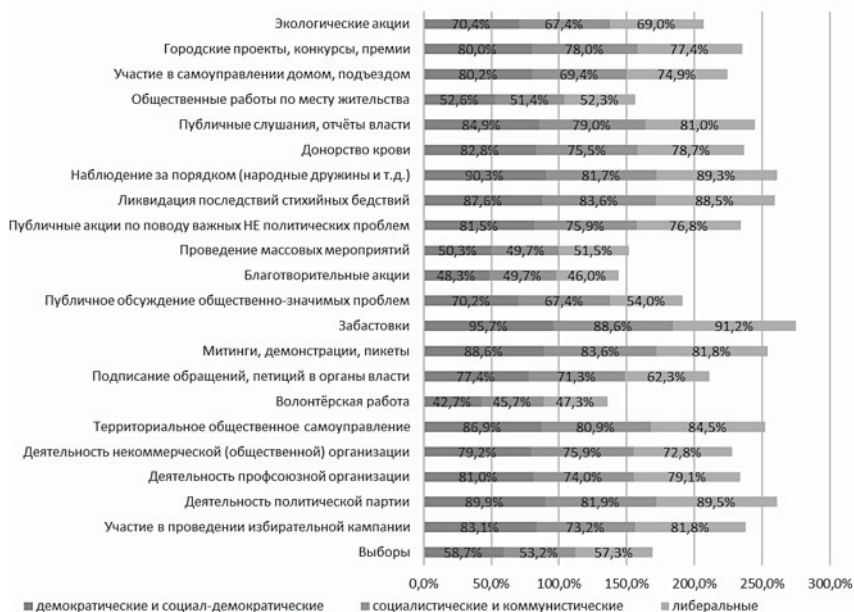 Экологические акции 70,4% 67,4% 69,0%
Городские проекты, конкурсы, премии 80,0% 78,0% 77,4%
Участие в самоуправлении домом, подъездом 80,2% 69,4% 74,9%
Общественные работы по месту жительства 52,6% 51,4% 52,3%
Публичные слушания, отчёты власти 84,9% 79,0% 81,0%
Донорство крови 82,8% 75,5% 78,7%
Наблюдение за порядком (народные дружины и т.д.) 90,3% 81,7% 89,3%
Ликвидация последствий стихийных бедствий 87,6% 83,6% 88,5%
Публичные акции по поводу важных НЕ политических проблем 81,5% 75,9% 76,8%
Проведение массовых мероприятий 50,3% 49,7% 51,5%
Благотворительные акции 48,3% 49,7% 46,0%
Публичное обсуждение общественно-значимых проблем 70,2% 67,4% 54,0%
Забастовки 95,7% 88,6% 91,2%
Митинги, демонстрации, пикеты 88,6% 83,6% 81,8%
Подписание обращений, петиций в органы власти 77,4% 71,3% 62,3%
Волонтёрская работа 42,7% 45,7% 47,3%
Территориальное общественное самоуправление 86,9% 80,9% 84,5%
Деятельность некоммерческой (общественной) организации 79,2% 75,9% 72,8%
Деятельность профсоюзной организации 81,0% 74,0% 79,1%
Деятельность политической партии 89,9% 81,9% 89,5%
Участие в проведении избирательной кампании 83,1% 73,2% 81,8%
Выборы 58,7% 53,2% 57,3%
0,0% 50,0% 100,0% 150,0% 200,0% 250,0% 300,0%
демократические и социал-демократические социалистические и коммунистические либеральные